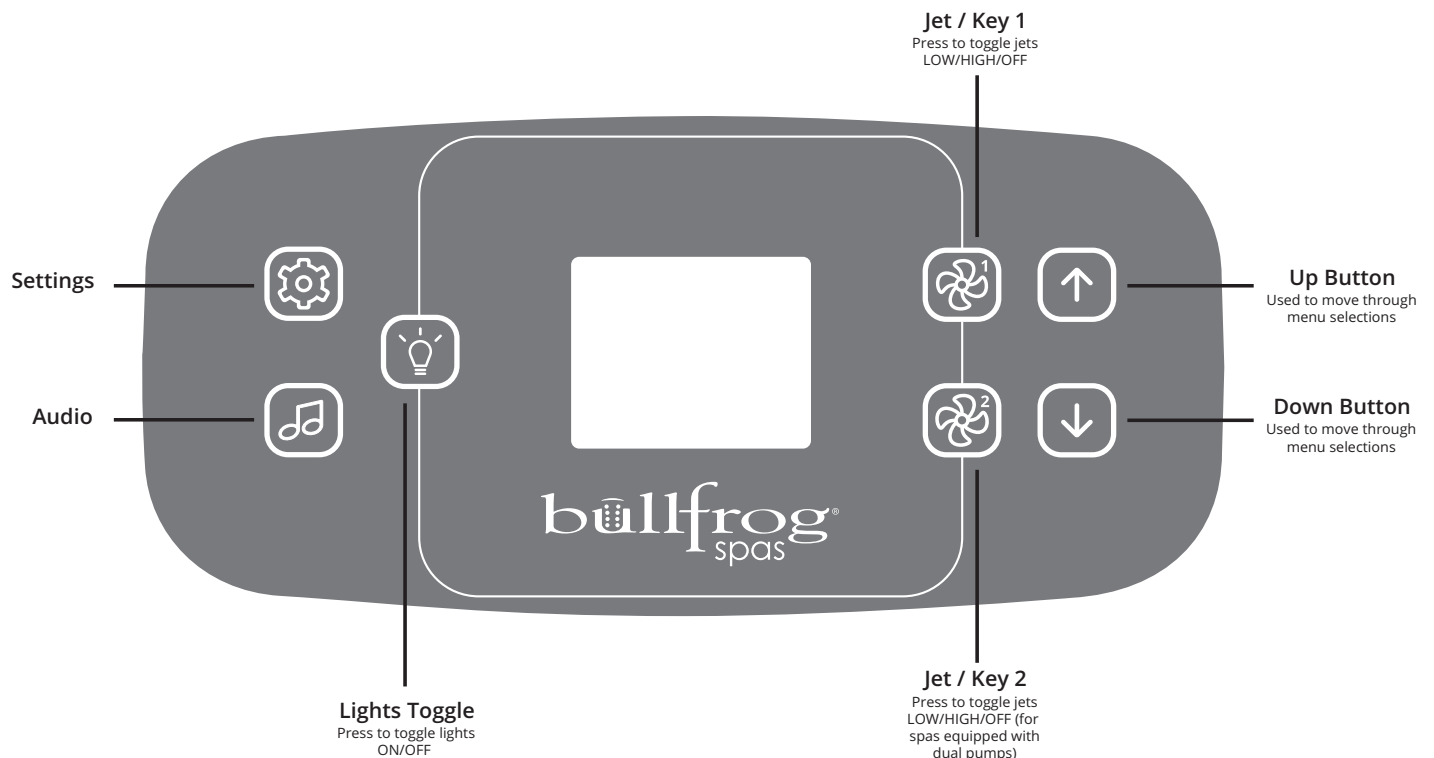 Jet / Key 1
Press to toggle jets
LOW/HIGH/OFF
Settings
1
Up Button
Used to move through
menu selections
Audio
2
Down Button
Used to move through
menu selections
bullfrog®
spas
Lights Toggle
Press to toggle lights
ON/OFF
Jet / Key 2
Press to toggle jets
LOW/HIGH/OFF (for
spas equipped with
dual pumps)